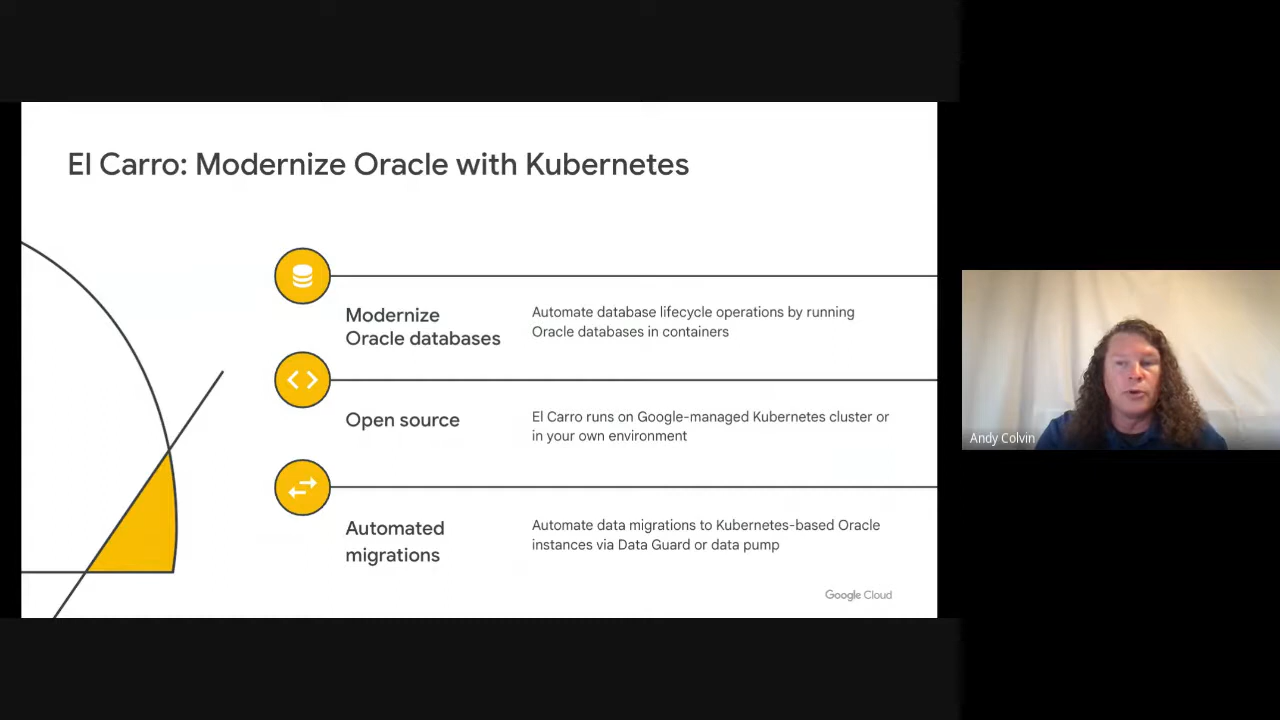 El Carro: Modernize Oracle with Kubernetes
Modernize
Oracle databases
Automate database lifecycle operations by running
Oracle databases in containers
Open source
El Carro runs on Google-managed Kubernetes cluster or
in your own environment
Automated
migrations
Automate data migrations to Kubernetes-based Oracle
instances via Data Guard or data pump
Google Cloud
Andy Colvin